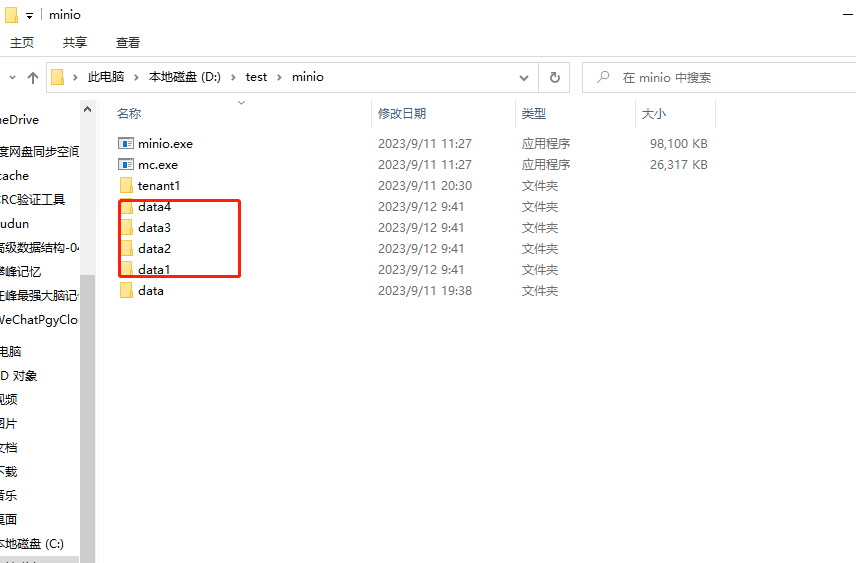 minio
主页 共享 查看
此电脑 本地磁盘 (D:) test minio
在 minio 中搜索
名称 修改日期 类型 大小
minio.exe 2023/9/11 11:27 应用程序 98,100 KB
mc.exe 2023/9/11 11:27 应用程序 26,317 KB
tenant1 2023/9/11 20:30 文件夹
data4 2023/9/12 9:41 文件夹
data3 2023/9/12 9:41 文件夹
data2 2023/9/12 9:41 文件夹
data1 2023/9/12 9:41 文件夹
data 2023/9/11 19:38 文件夹
eDrive
度网盘同步空间
cache
CRC验证工具
udun
高级数据结构-04
峰记忆
王峰最强大脑记忆
WeChatPgyClou
电脑
D 对象
视频
图片
文档
下载
音乐
桌面
本地磁盘 (C:)